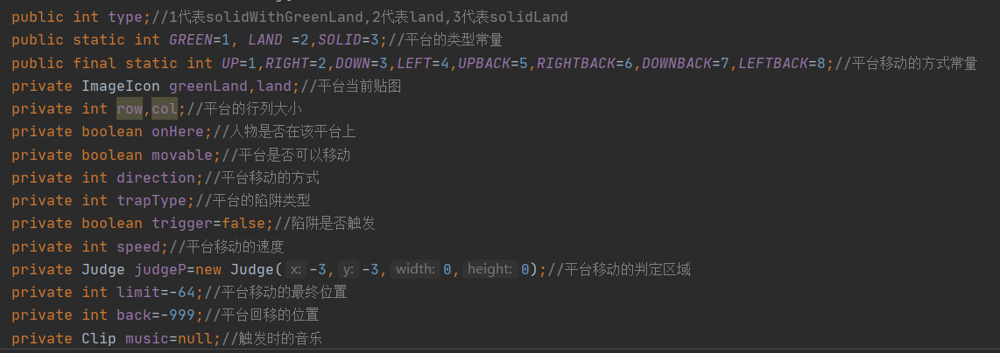 public int type;//1代表solidWithGreenLand,2代表land,3代表solidLand
public static int GREEN=1, LAND =2,SOLID=3;//平台的类型常量
public final static int UP=1,RIGHT=2,DOWN=3,LEFT=4,UPBACK=5,RIGHTBACK=6,DOWNBACK=7,LEFTBACK=8;//平台移动的方式常量
private ImageIcon greenLand,land;//平台当前贴图
private int row,col;//平台的行列大小
private boolean onHere;//人物是否在该平台上
private boolean movable;//平台是否可以移动
private int direction;//平台移动的方式
private int trapType;//平台的陷阱类型
private boolean trigger=false;//陷阱是否触发
private int speed;//平台移动的速度
private Judge judgeP=new Judge( x: -3, y: -3, width: 0, height: 0);//平台移动的判定区域
private int limit=-64;//平台移动的最终位置
private int back=-999;//平台回移的位置
private Clip music=null;//触发时的音乐